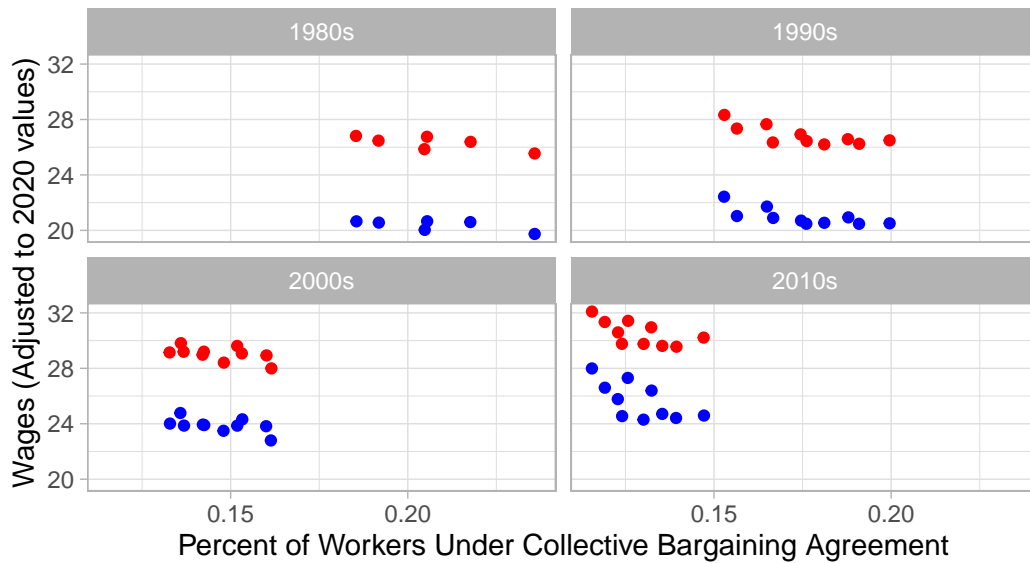 1980s
1990s
32
28
24
20
2000s
2010s
32
28
24
20
0.15
0.20
0.15
0.20
Percent of Workers Under Collective Bargaining Agreement
Wages (Adjusted to 2020 values)